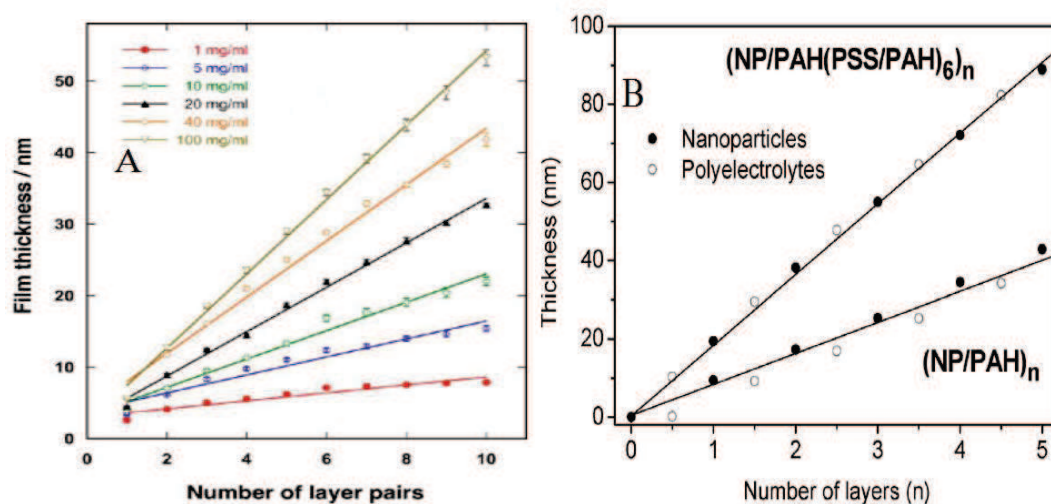 Film thickness / nm
50
40
30
20
10
0
1 mg/ml
5 mg/ml
10 mg/ml
20 mg/ml
40 mg/ml
100 mg/ml
A
0 2 4 6 8 10
Number of layer pairs
Thickness (nm)
100
80
60
40
20
0
B
(NP/PAH(PSS/PAH)6)n
Nanoparticles
Polyelectrolytes
(NP/PAH)n
0 1 2 3 4 5
Number of layers (n)